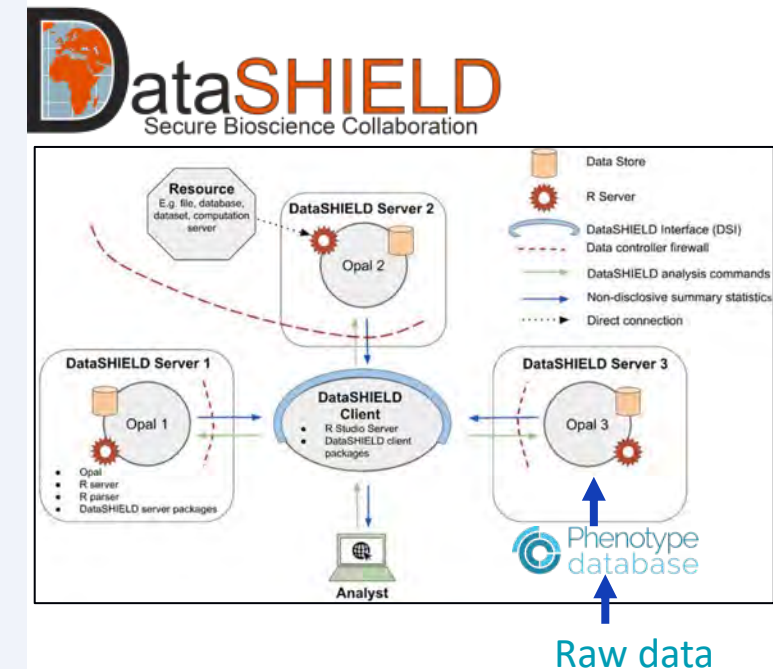 DataSHIELD
Secure Bioscience Collaboration
Resource
E.g. file, database,
dataset, computation
server
DataSHIELD Server 2
Opal 2
Data Store
R Server
DataSHIELD Interface (DSI)
Data controller firewall
DataSHIELD analysis commands
Non-disclosive summary statistics
Direct connection
DataSHIELD Server 1
Opal 1
• Opal
• R server
• R parser
• DataSHIELD server packages
DataSHIELD
Client
• R Studio Server
• DataSHIELD client
packages
DataSHIELD Server 3
Opal 3
Analyst
Phenotype
database
Raw data